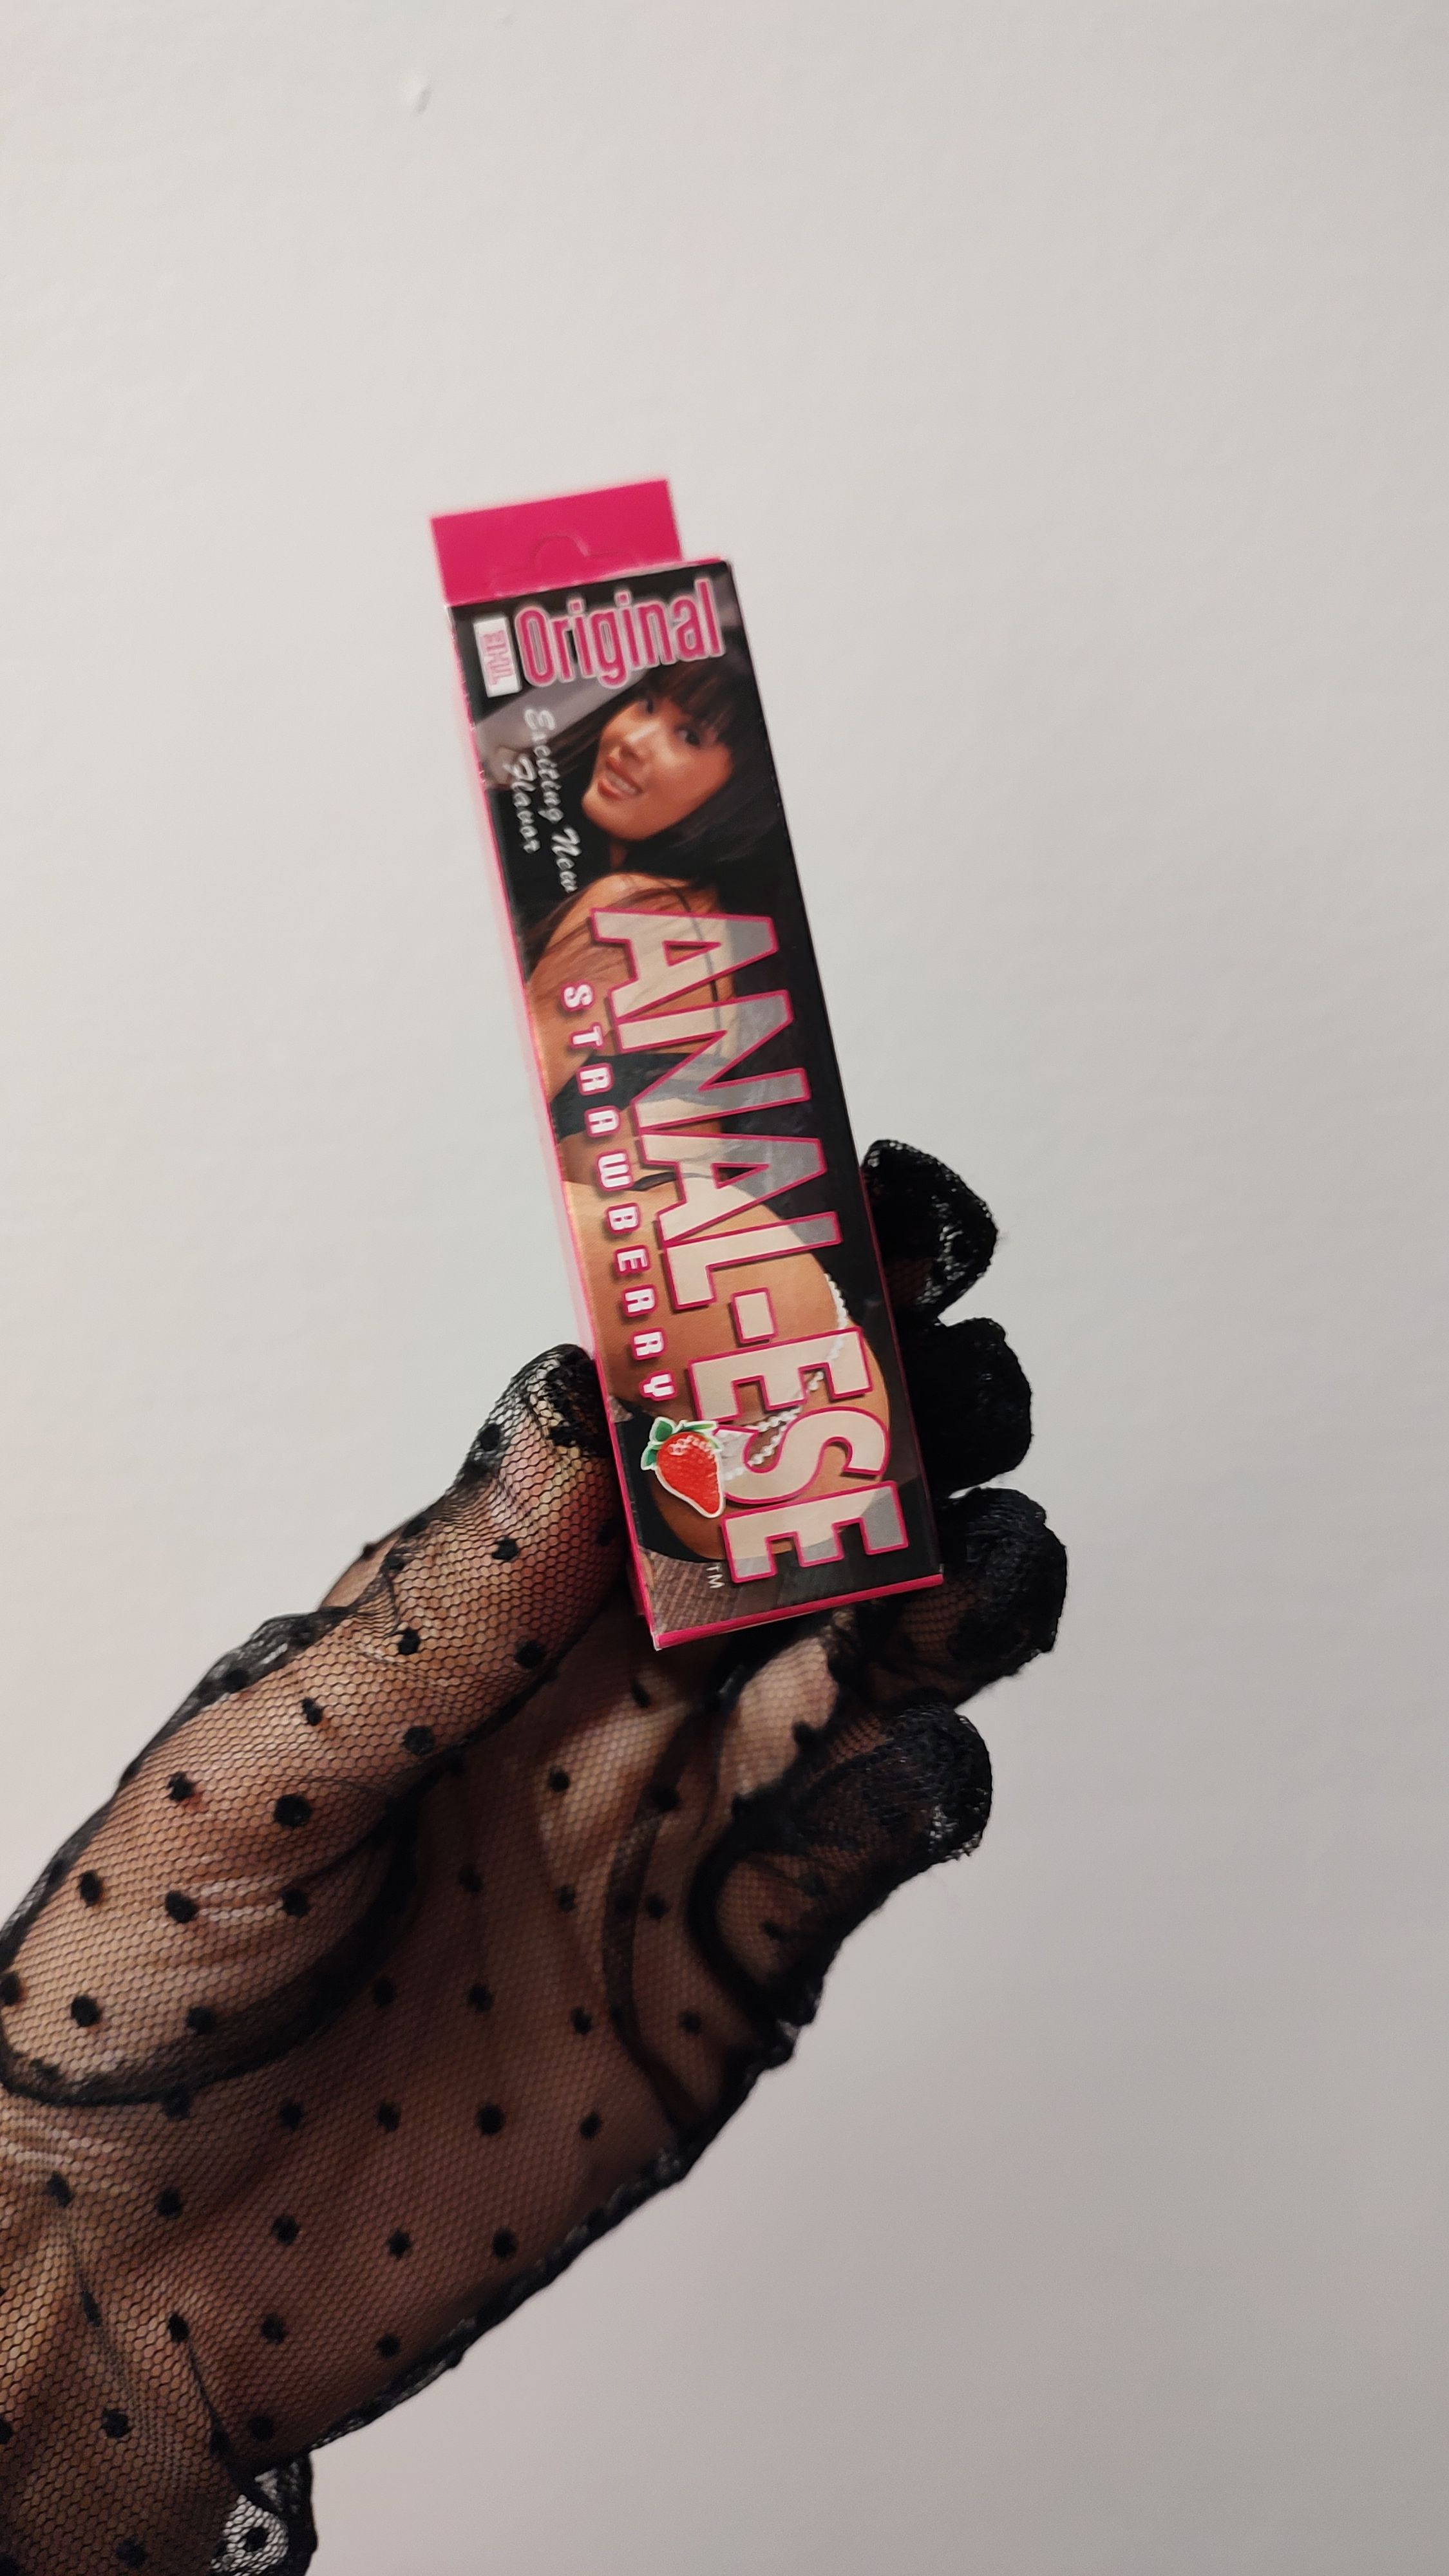 THE
Original
Exciting New
Flavor
ANAL-ESE
STRAWBERRY
TM